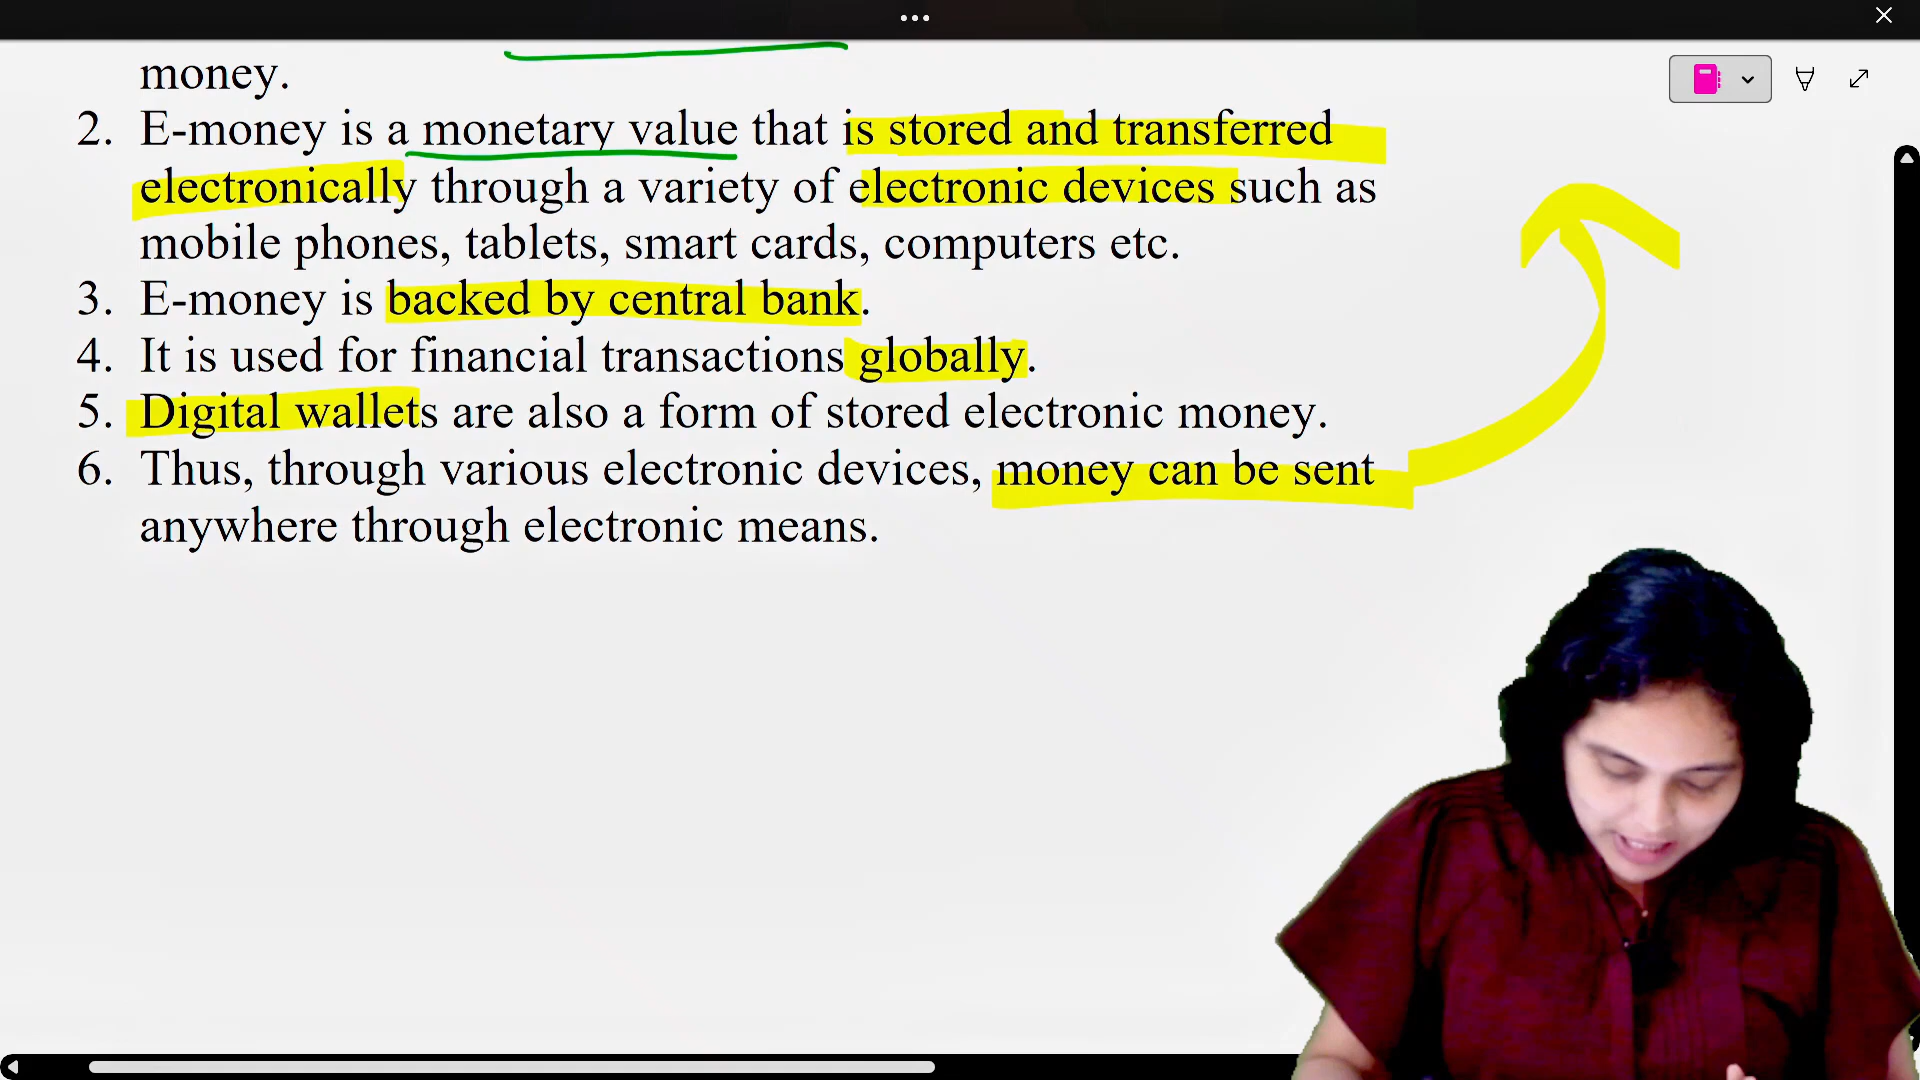 money.
2. E-money is a monetary value that is stored and transferred
electronically through a variety of electronic devices such as
mobile phones, tablets, smart cards, computers etc.
3. E-money is backed by central bank.
4. It is used for financial transactions globally.
5. Digital wallets are also a form of stored electronic money.
6. Thus, through various electronic devices, money can be sent
anywhere through electronic means.